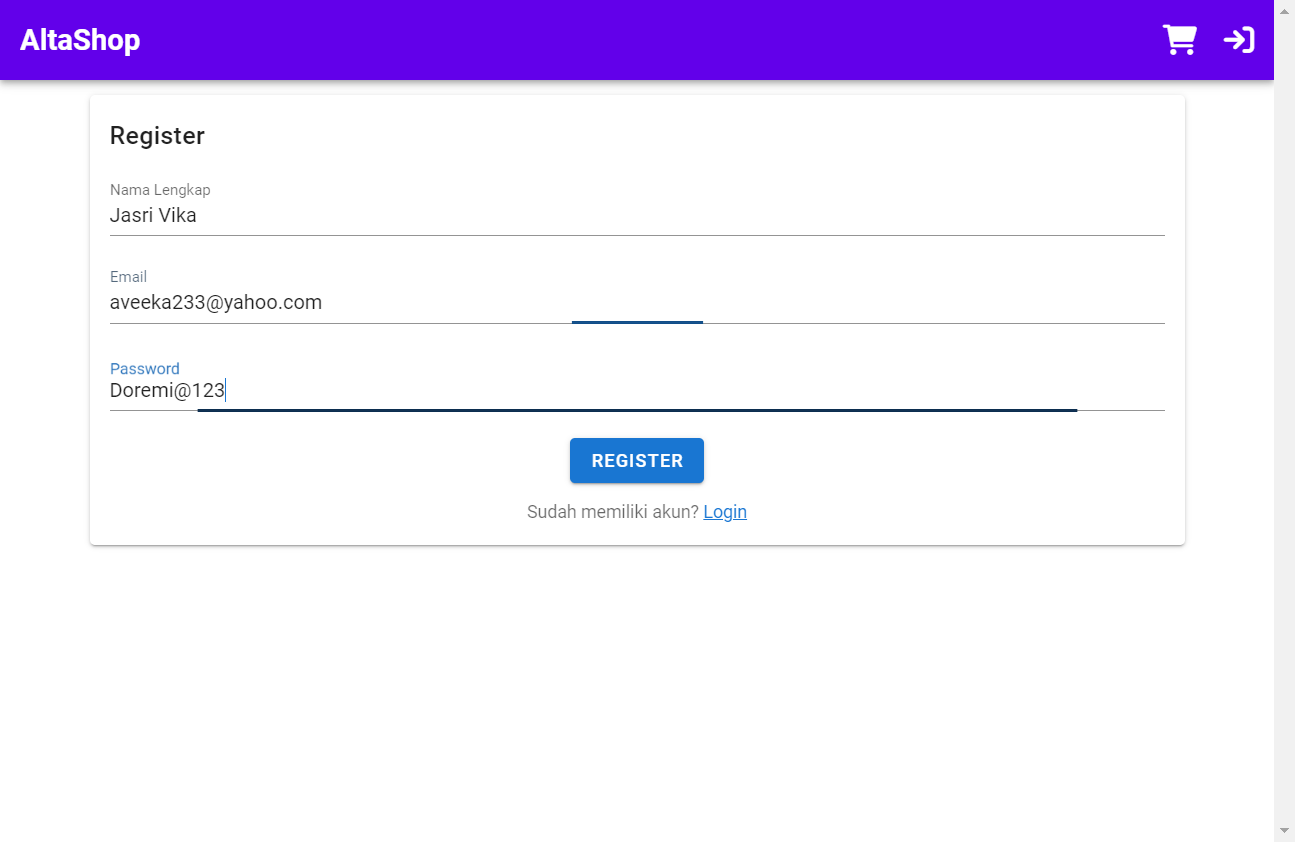 AltaShop
Register
Nama Lengkap
Jasri Vika
Email
aveeka233@yahoo.com
Password
Doremi@123
REGISTER
Sudah memiliki akun? Login